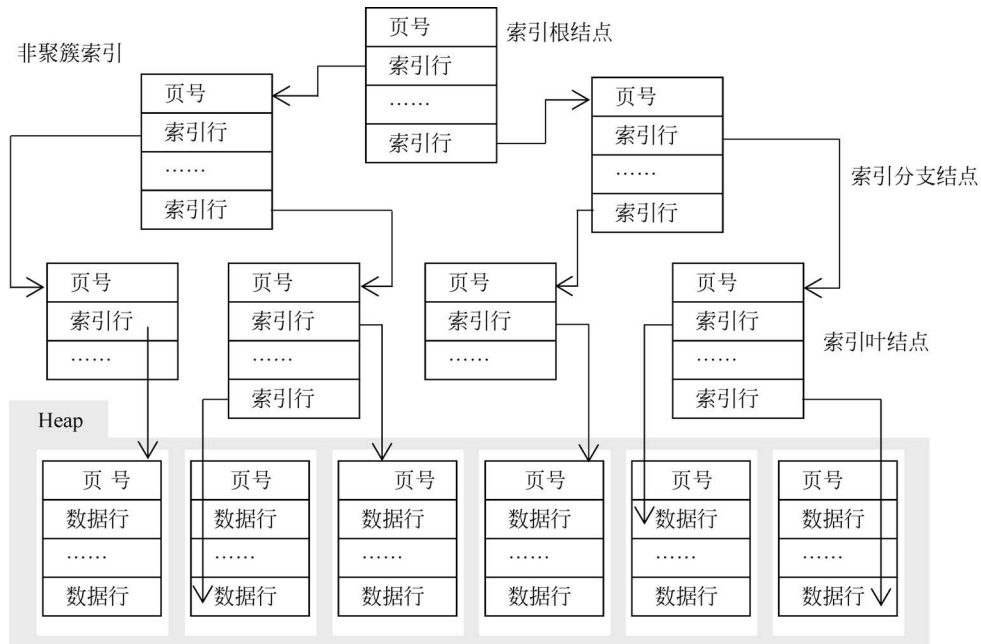 非聚簇索引
索引根结点
页号
索引行
……
索引行
页号
索引行
……
索引行
页号
索引行
……
索引行
索引分支结点
页号
索引行
……
页号
索引行
……
索引行
页号
索引行
……
页号
索引行
……
索引行
索引叶结点
Heap
页 号
数据行
……
数据行
页号
数据行
……
数据行
页号
数据行
……
数据行
页号
数据行
……
数据行
页号
数据行
……
数据行
页号
数据行
……
数据行